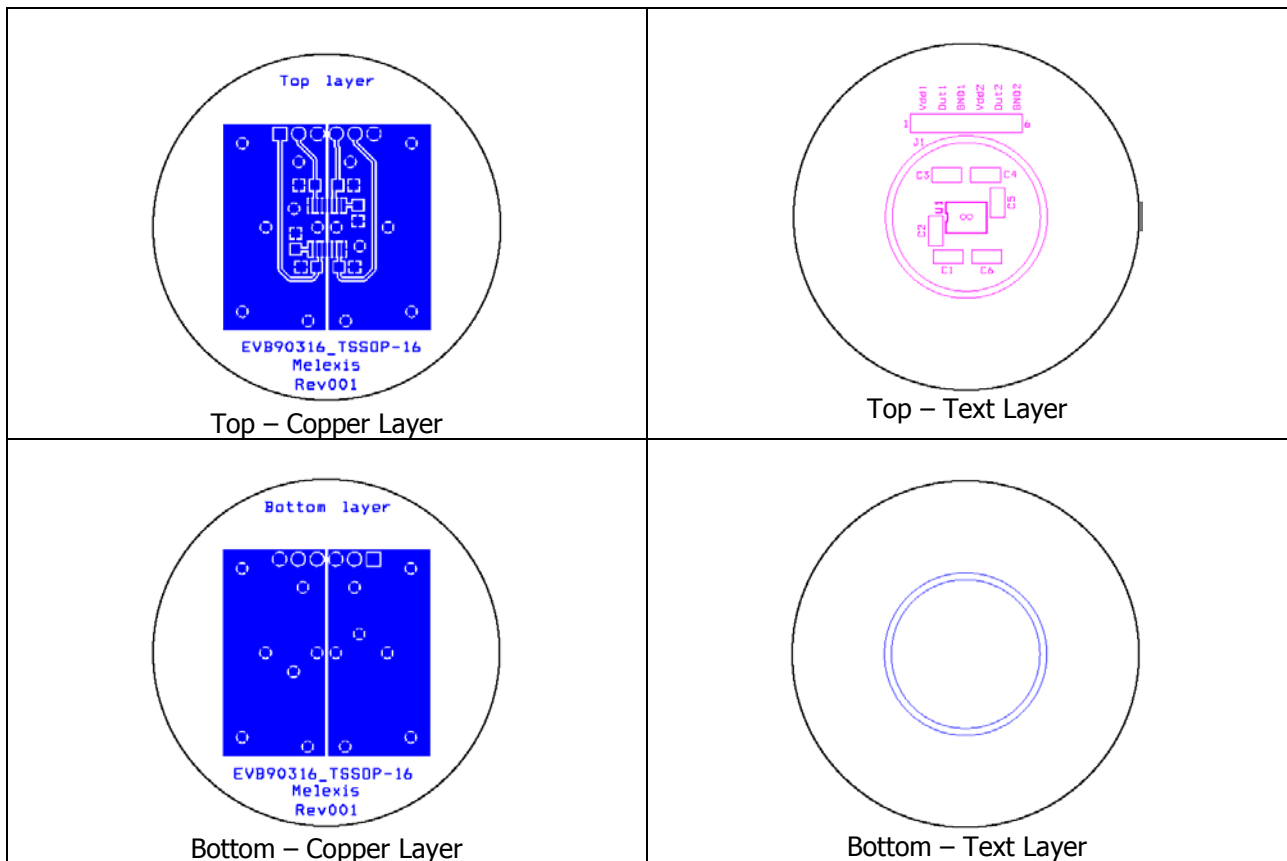 Top layer
EVB90316_TSSOP-16
Melexis
Rev001
Top – Copper Layer
Vdd1
Out1
GND1
Vdd2
Out2
GND2
1 6
J1
C3 C4
C5
U1
C2
C1 C6
Top – Text Layer
Bottom layer
EVB90316_TSSOP-16
Melexis
Rev001
Bottom – Copper Layer
Bottom – Text Layer